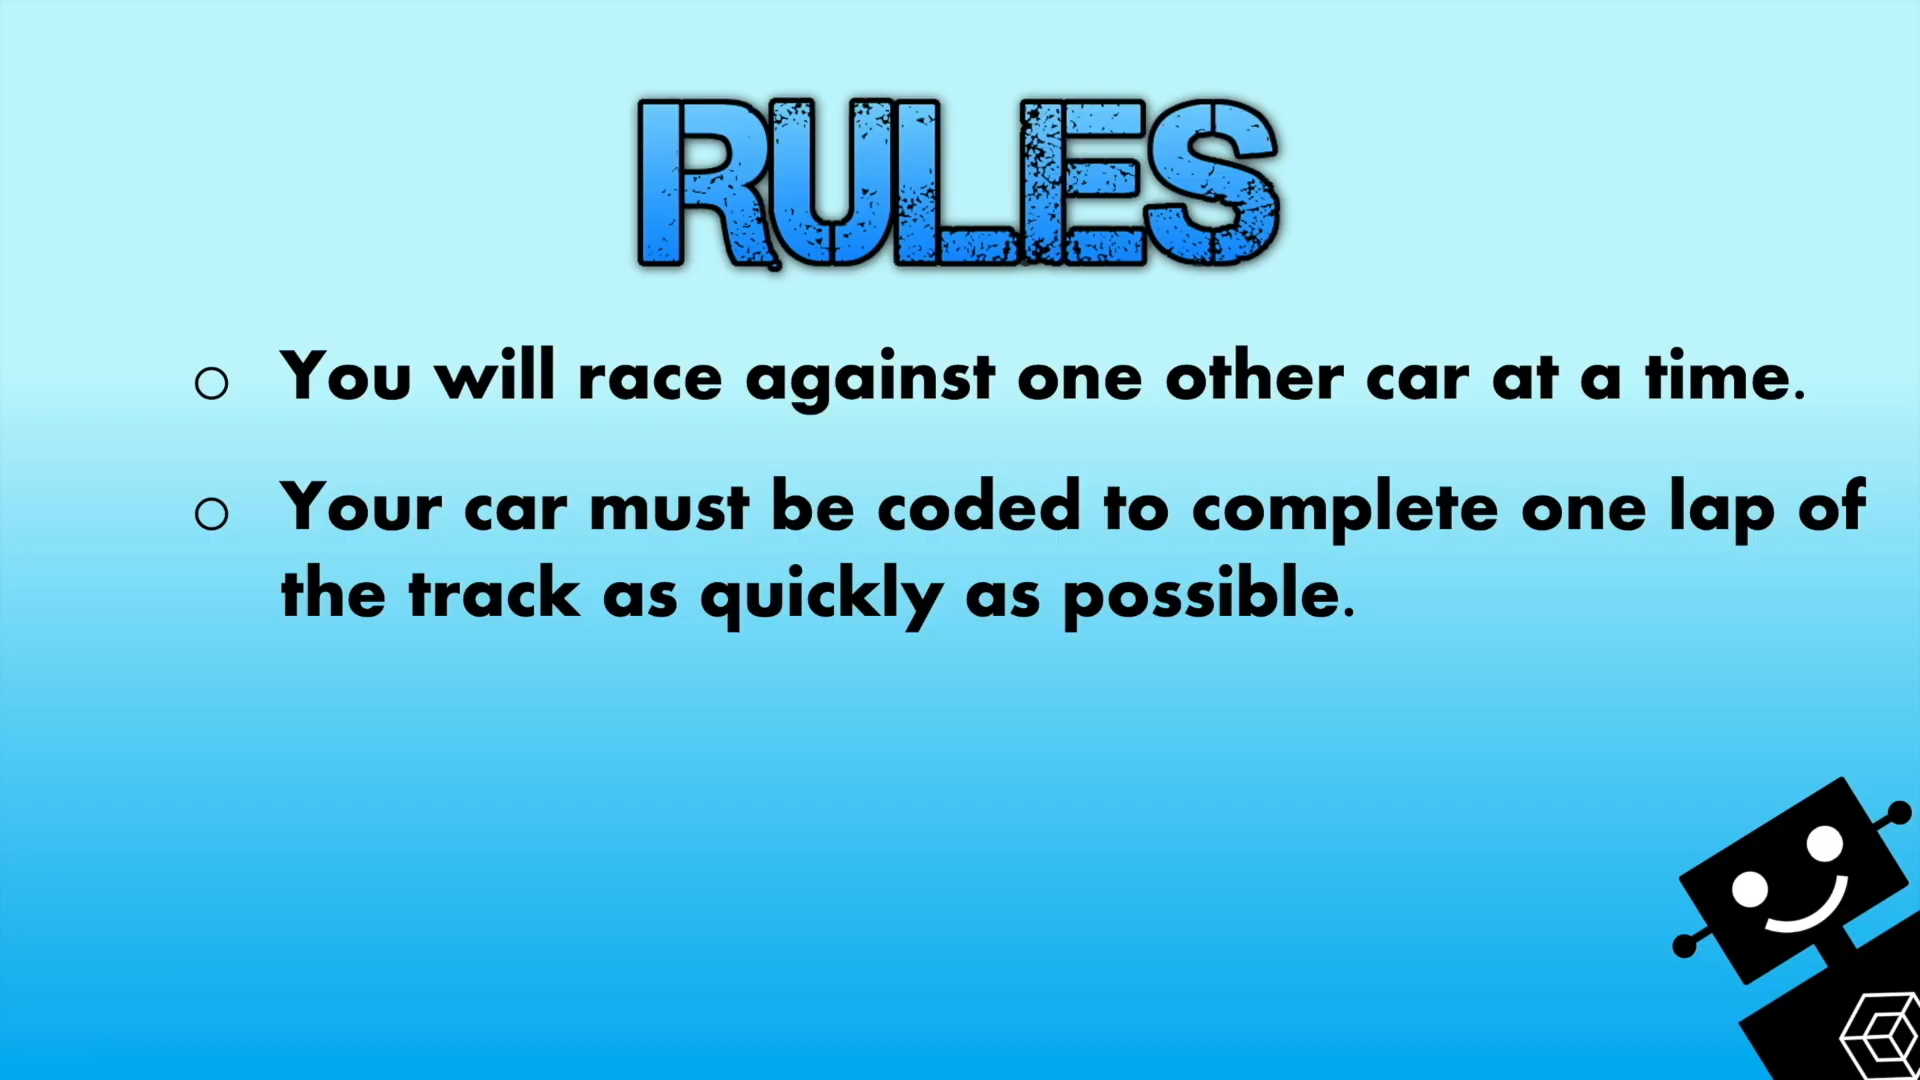 RULES
You will race against one other car at a time.
Your car must be coded to complete one lap of
the track as quickly as possible.